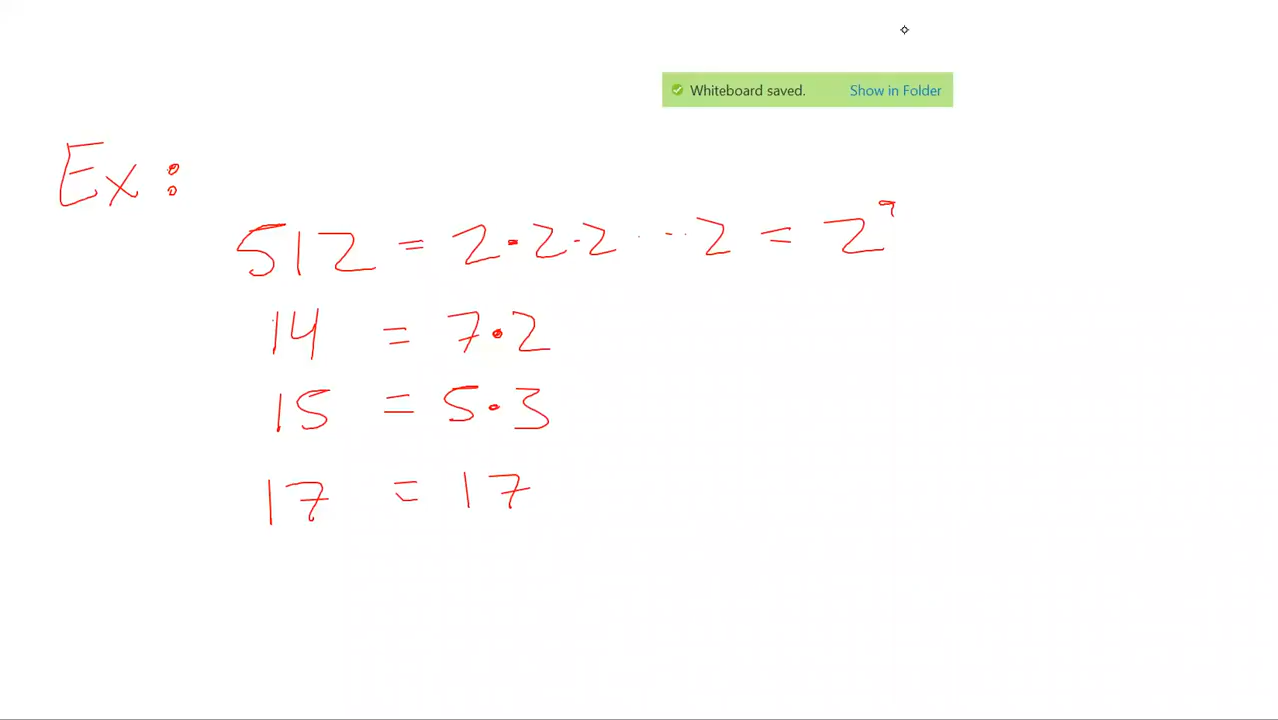 Whiteboard saved. Show in Folder
Ex:
512 = 2·2·2 ··· 2 = 2⁹
14 = 7·2
15 = 5·3
17 = 17